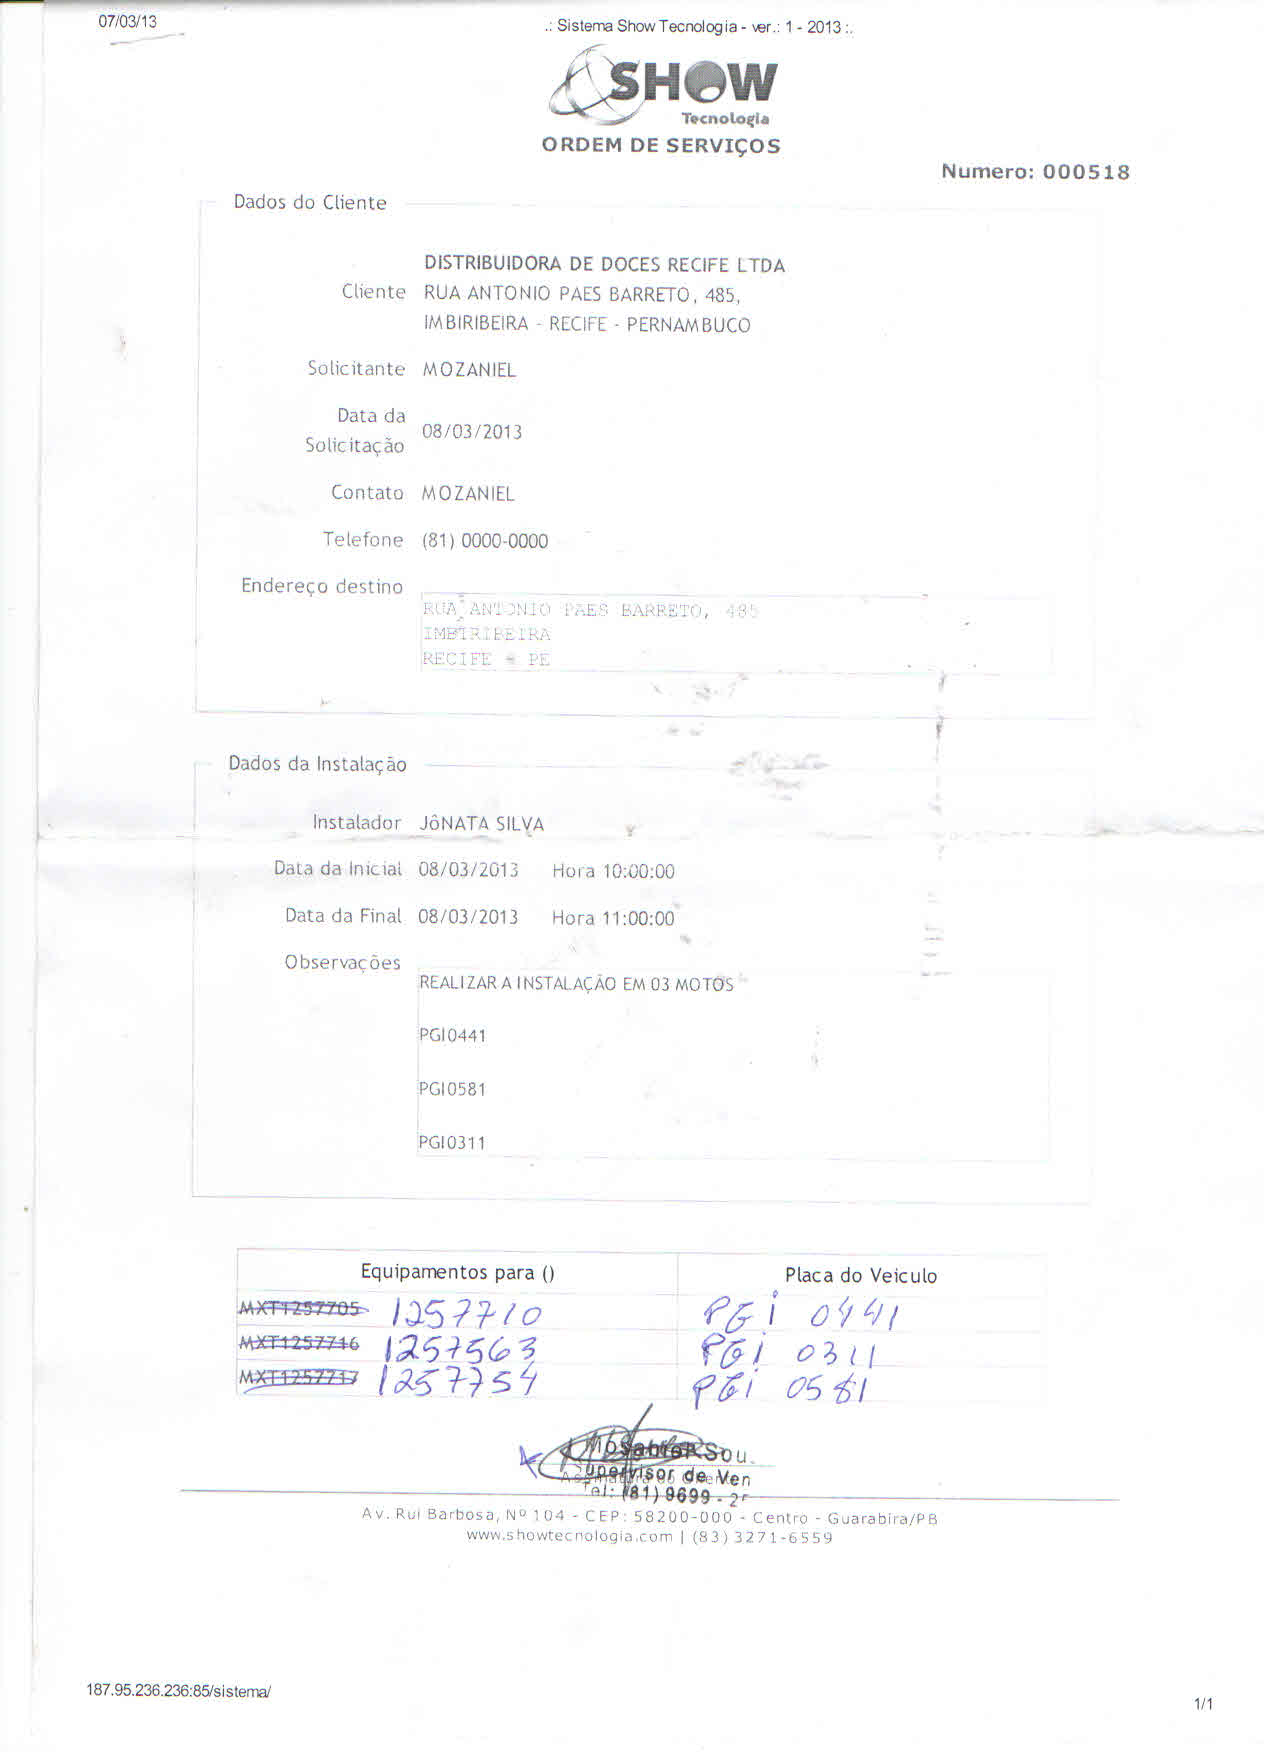 07/03/13
.: Sistema Show Tecnologia - ver.: 1 - 2013 :.
SHOW
Tecnologia
ORDEM DE SERVIÇOS
Numero: 000518
Dados do Cliente
DISTRIBUIDORA DE DOCES RECIFE LTDA
Cliente RUA ANTONIO PAES BARRETO, 485,
IMBIRIBEIRA - RECIFE - PERNAMBUCO
Solicitante MOZANIEL
Data da
Solicitação 08/03/2013
Contato MOZANIEL
Telefone (81) 0000-0000
Endereço destino
RUA ANTONIO PAES BARRETO, 485
IMBIRIBEIRA
RECIFE - PE
Dados da Instalação
Instalador JÔNATA SILVA
Data da Inicial 08/03/2013 Hora 10:00:00
Data da Final 08/03/2013 Hora 11:00:00
Observações
REALIZAR A INSTALAÇÃO EM 03 MOTOS
PGI0441
PGI0581
PGI0311
Equipamentos para () Placa do Veiculo
MXT1257705 1257710 PGi 0441
MXT1257716 1257563 PGi 0311
MXT1257717 1257754 PGi 0581
Sou
Supervisor de Ven
Tel: (81) 9699 - 2
Av. Rui Barbosa, Nº 104 - CEP: 58200-000 - Centro - Guarabira/PB
www.showtecnologia.com | (83) 3271-6559
187.95.236.236:85/sistema/
1/1